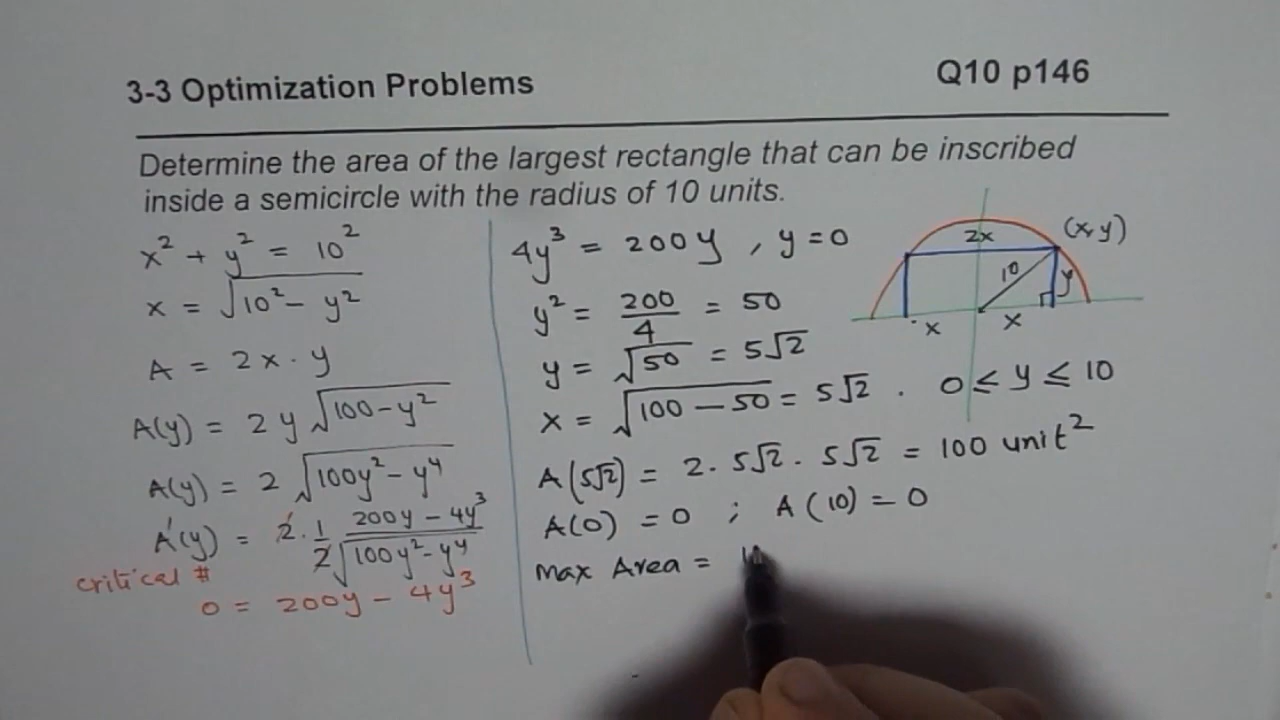 3-3 Optimization Problems
Q10 p146
Determine the area of the largest rectangle that can be inscribed
inside a semicircle with the radius of 10 units.
x² + y² = 10²
x = √(10² − y²)
A = 2x · y
A(y) = 2y √(100 − y²)
A(y) = 2 √(100y² − y⁴)
A'(y) = 2 · 1/2 (200y − 4y³)/√(100y² − y⁴)
critical #
0 = 200y − 4y³
4y³ = 200y , y = 0
y² = 200/4 = 50
y = √50 = 5√2
x = √(100 − 50) = 5√2 . 0 ≤ y ≤ 10
A(5√2) = 2 · 5√2 · 5√2 = 100 unit²
A(0) = 0 ; A(10) = 0
Max Area =
2x
(x,y)
10
y
x
x